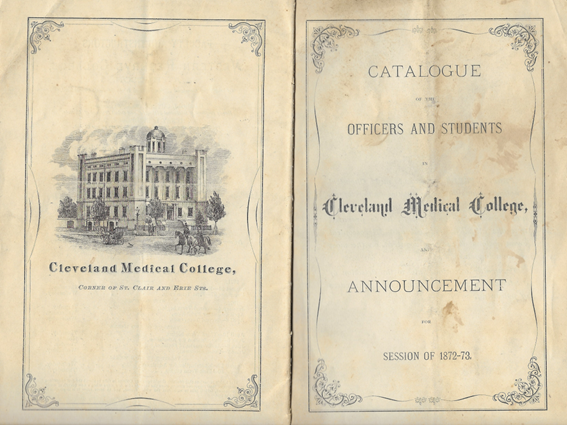 Cleveland Medical College,
CORNER OF ST. CLAIR AND ERIE STS.
CATALOGUE
OF THE
OFFICERS AND STUDENTS
IN
Cleveland Medical College,
AND
ANNOUNCEMENT
FOR
SESSION OF 1872-73.